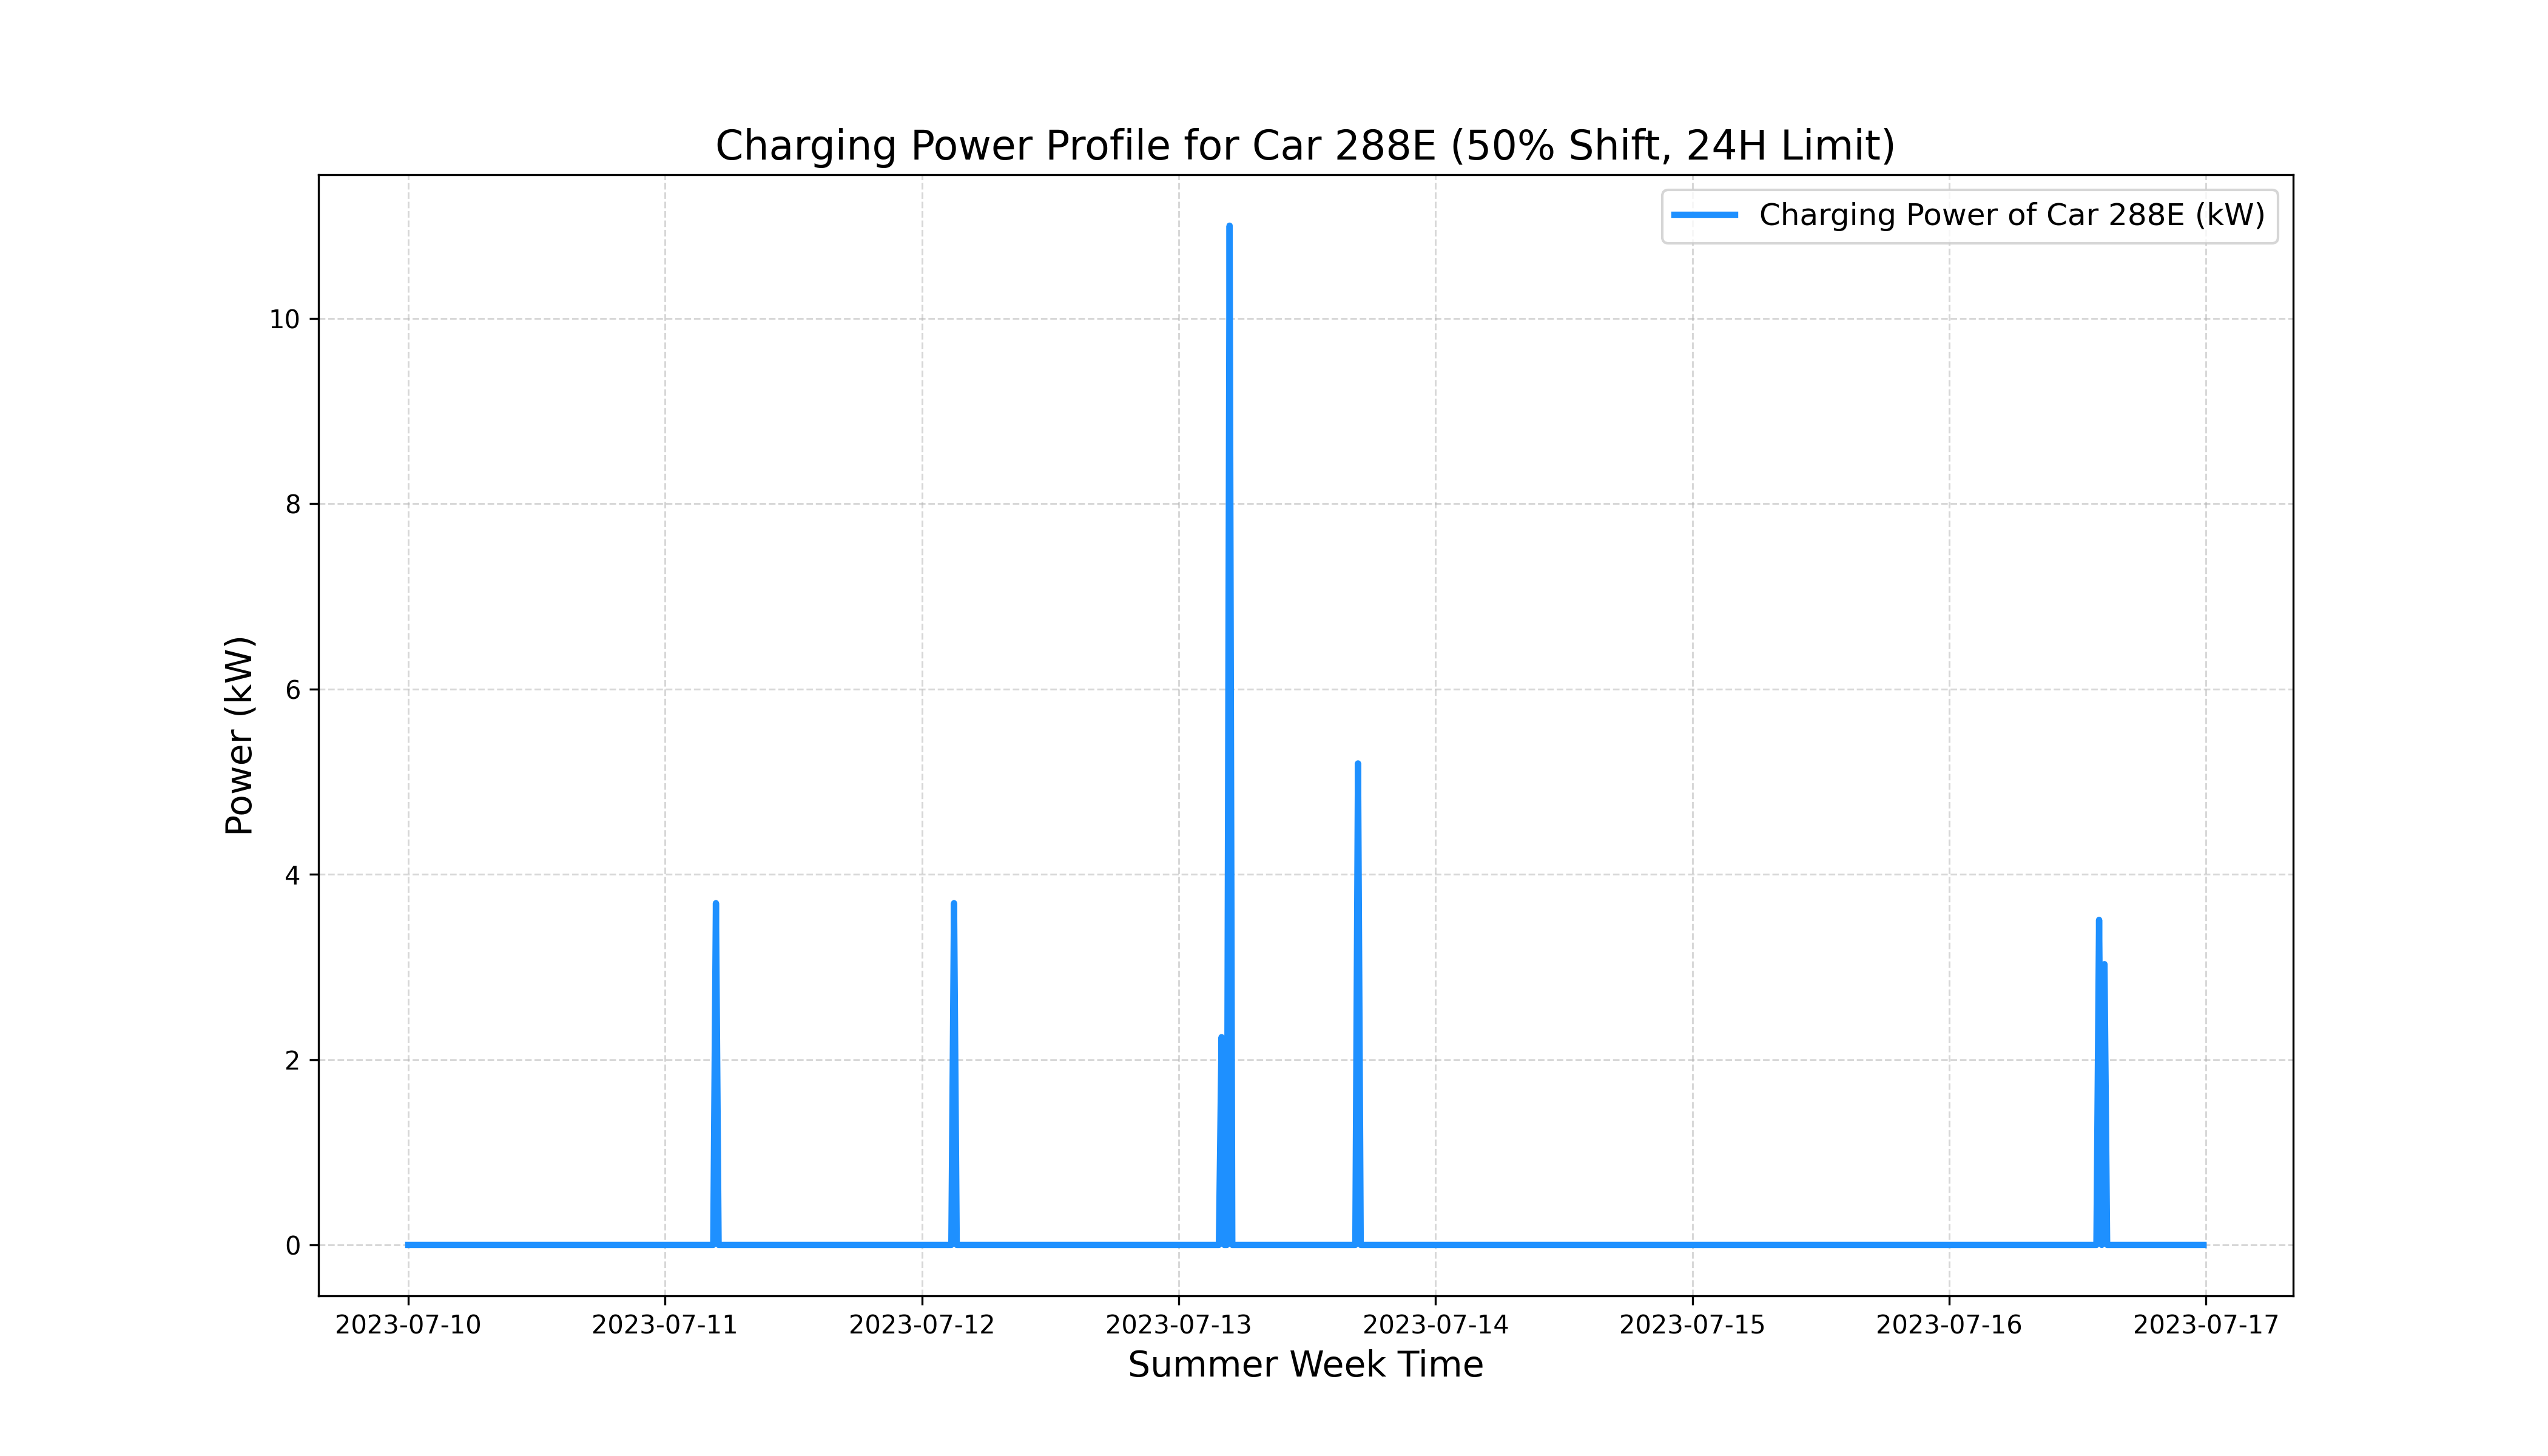 Charging Power Profile for Car 288E (50% Shift, 24H Limit)
Charging Power of Car 288E (kW)
Power (kW)
10
8
6
4
2
0
2023-07-10 2023-07-11 2023-07-12 2023-07-13 2023-07-14 2023-07-15 2023-07-16 2023-07-17
Summer Week Time